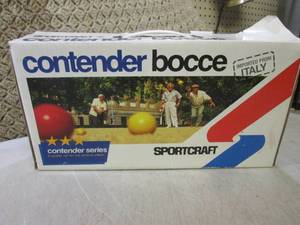 contender bocce
IMPORTED FROM
ITALY
SPORTCRAFT
contender series